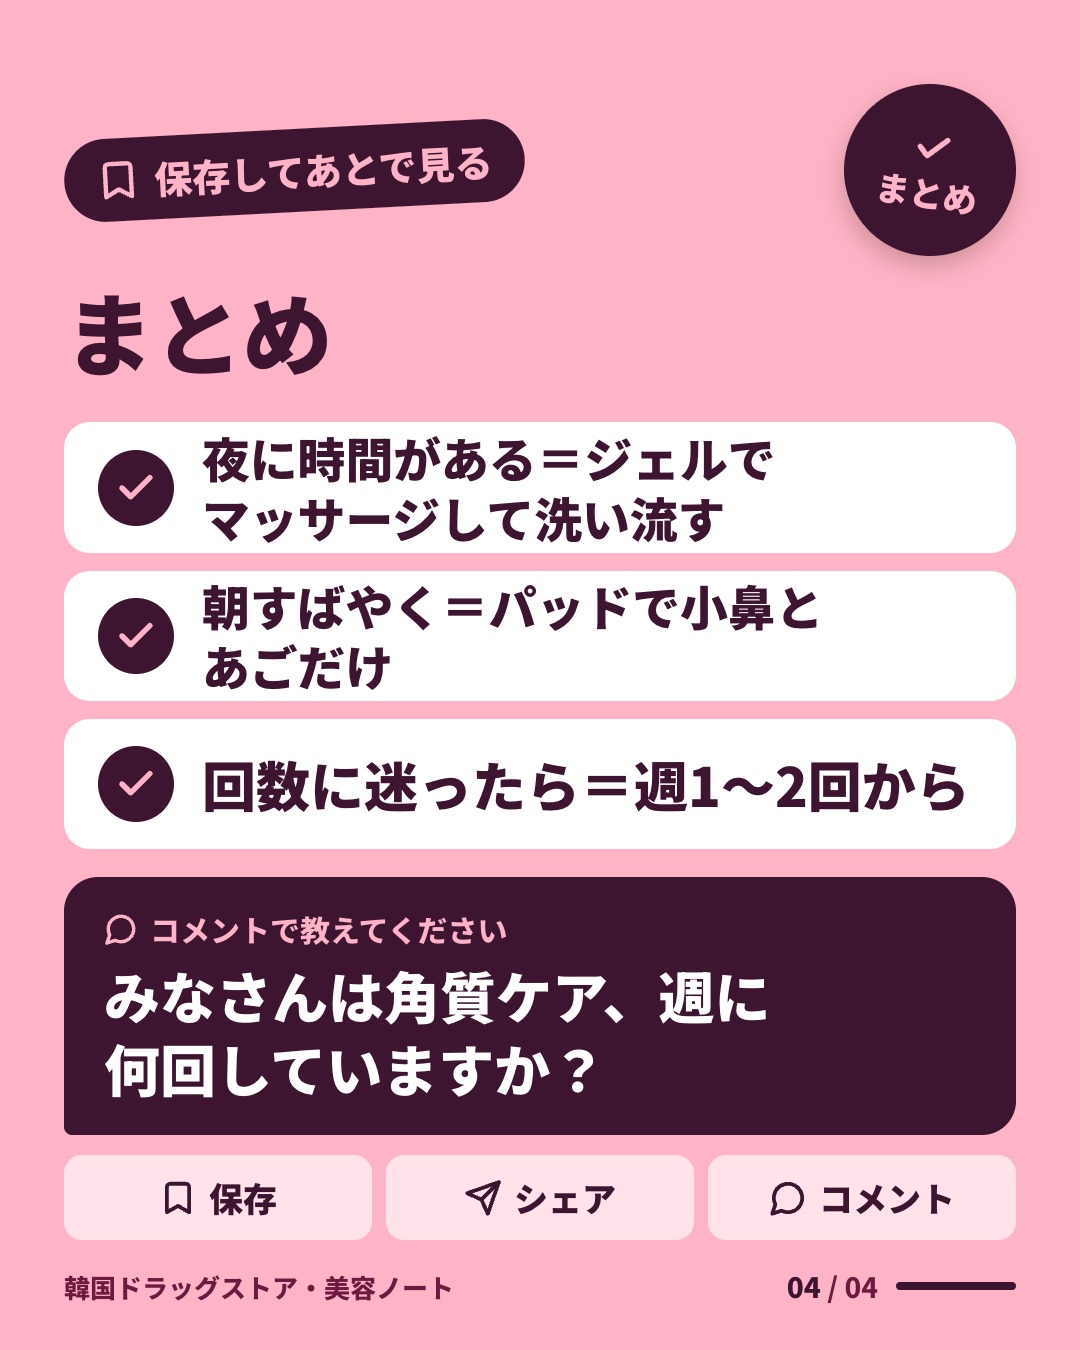 保存してあとで見る
まとめ
まとめ
夜に時間がある＝ジェルで
マッサージして洗い流す
朝すばやく＝パッドで小鼻と
あごだけ
回数に迷ったら＝週1〜2回から
コメントで教えてください
みなさんは角質ケア、週に
何回していますか？
保存
シェア
コメント
韓国ドラッグストア・美容ノート
04 / 04